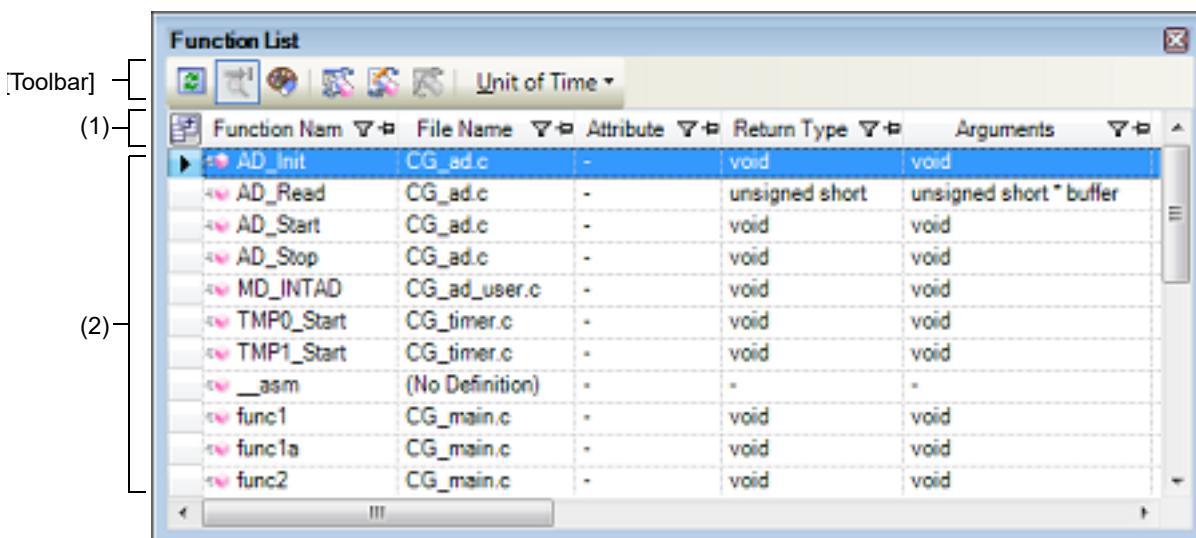 Function List
[Toolbar]
Unit of Time
(1)
Function Nam File Name Attribute Return Type Arguments
AD_Init CG_ad.c - void void
AD_Read CG_ad.c - unsigned short unsigned short * buffer
AD_Start CG_ad.c - void void
AD_Stop CG_ad.c - void void
MD_INTAD CG_ad_user.c - void void
(2)
TMP0_Start CG_timer.c - void void
TMP1_Start CG_timer.c - void void
__asm (No Definition) - - -
func1 CG_main.c - void void
func1a CG_main.c - void void
func2 CG_main.c - void void